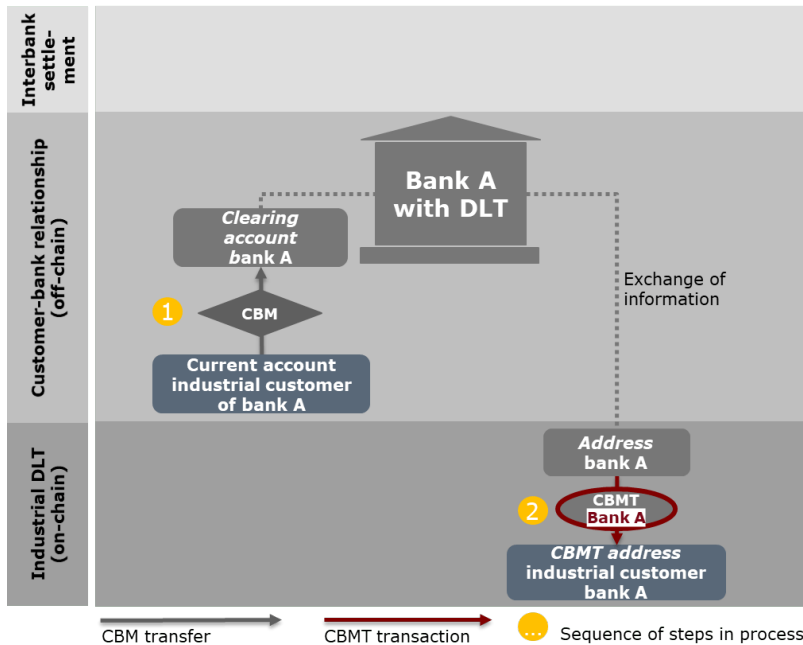 Interbank
settle-
ment
Customer-bank relationship
(off-chain)
Industrial DLT
(on-chain)
Bank A
with DLT
Clearing
account
bank A
1
CBM
Current account
industrial customer
of bank A
Exchange of
information
Address
bank A
2
CBMT
Bank A
CBMT address
industrial customer
bank A
CBM transfer
CBMT transaction
...
Sequence of steps in process